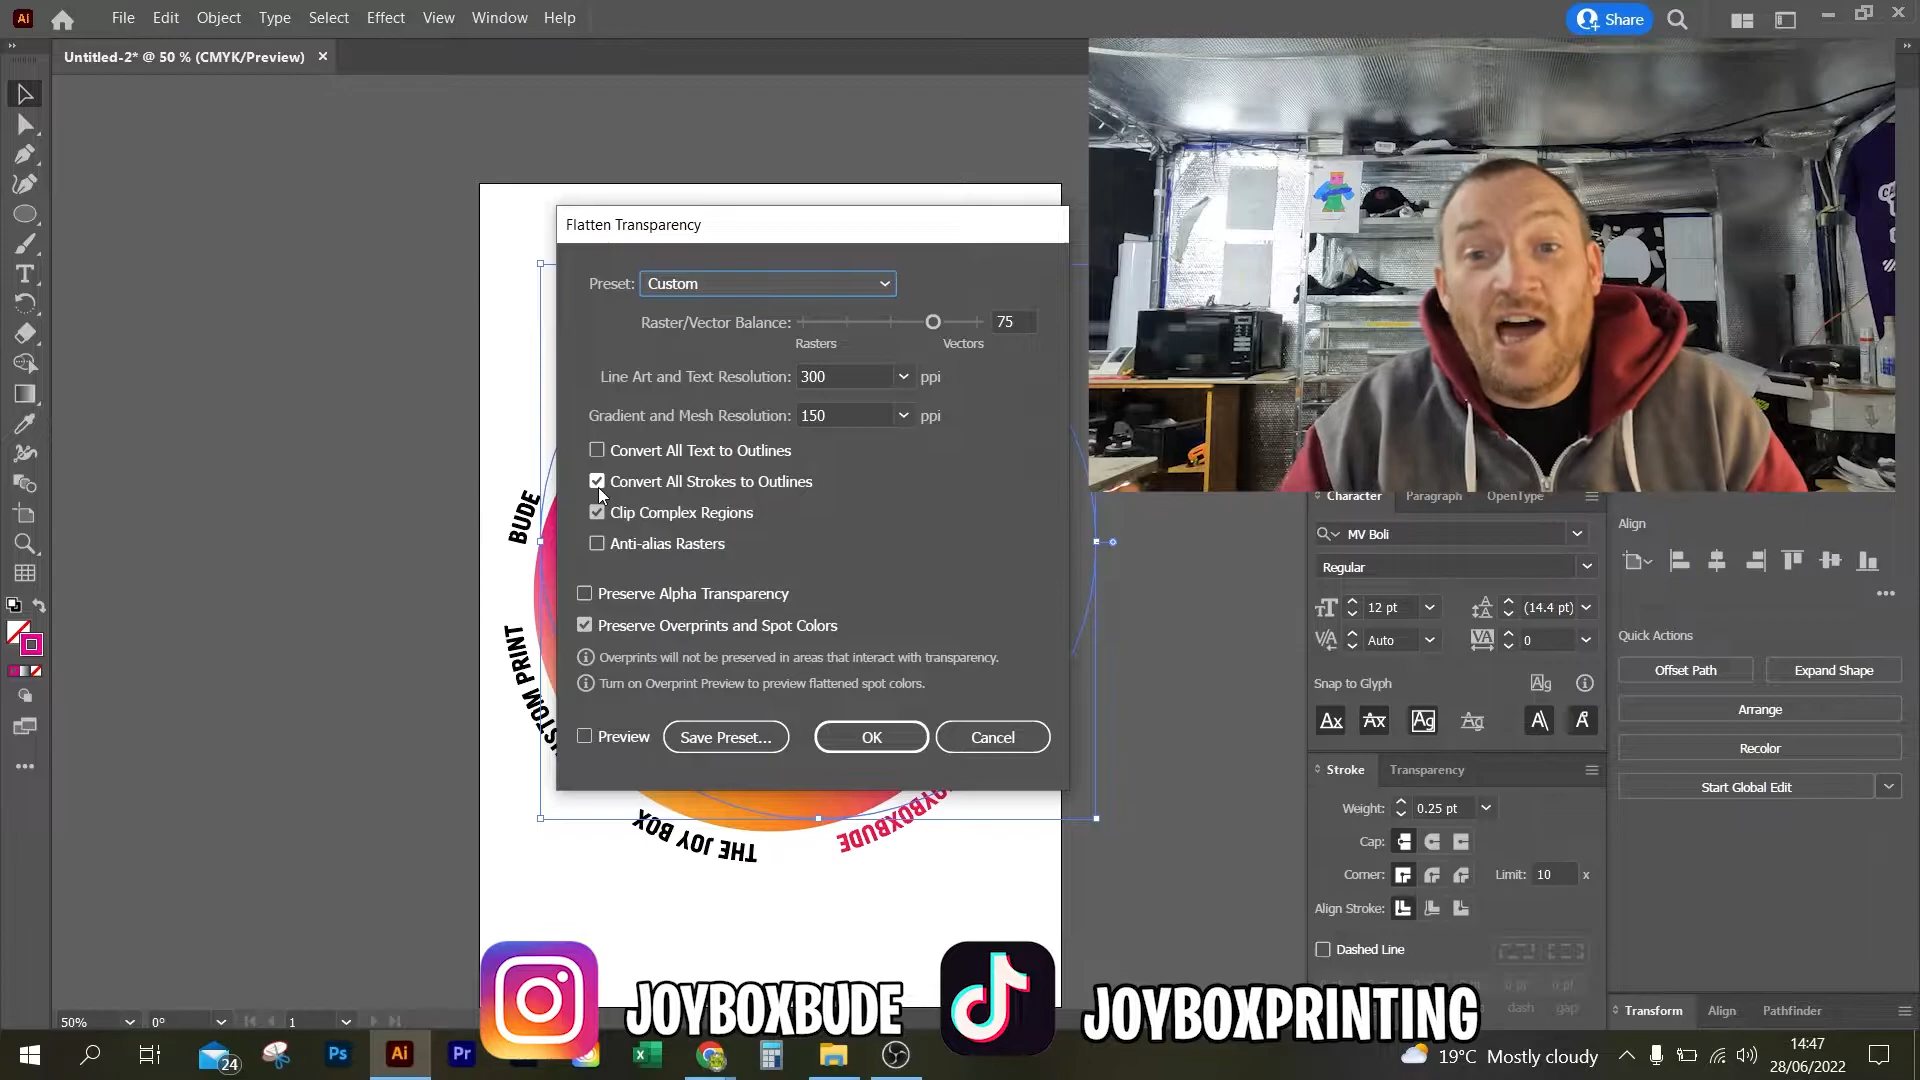 Ai
File Edit Object Type Select Effect View Window Help
Share
Untitled-2* @ 50 % (CMYK/Preview)
Flatten Transparency
Preset: Custom
Raster/Vector Balance: 75
Rasters Vectors
Line Art and Text Resolution: 300 ppi
Gradient and Mesh Resolution: 150 ppi
Convert All Text to Outlines
Convert All Strokes to Outlines
Clip Complex Regions
Anti-alias Rasters
Preserve Alpha Transparency
Preserve Overprints and Spot Colors
Overprints will not be preserved in areas that interact with transparency.
Turn on Overprint Preview to preview flattened spot colors.
Preview Save Preset... OK Cancel
BUDE
THE JOY BOX
JOYBOXBUDE
Character Paragraph OpenType
MV Boli
Regular
12 pt (14.4 pt)
Auto 0
Snap to Glyph
Stroke Transparency
Weight: 0.25 pt
Cap:
Corner: Limit: 10 x
Align Stroke:
Dashed Line
dash gap
Align
Quick Actions
Offset Path Expand Shape
Arrange
Recolor
Start Global Edit
Transform Align Pathfinder
50% 0° 1
JOYBOXBUDE
JOYBOXPRINTING
24 Ps Ai Pr
19°C Mostly cloudy
14:47
28/06/2022